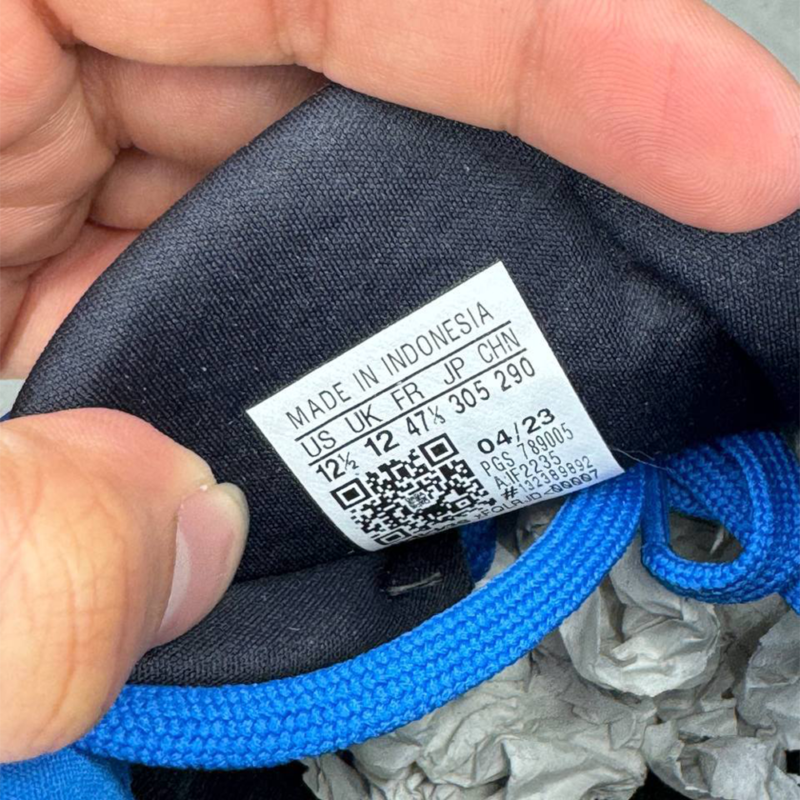 MADE IN INDONESIA
US UK FR JP CHN
12½ 12 47⅓ 305 290
04/23
PGS 789005
A1F2235
#132389892